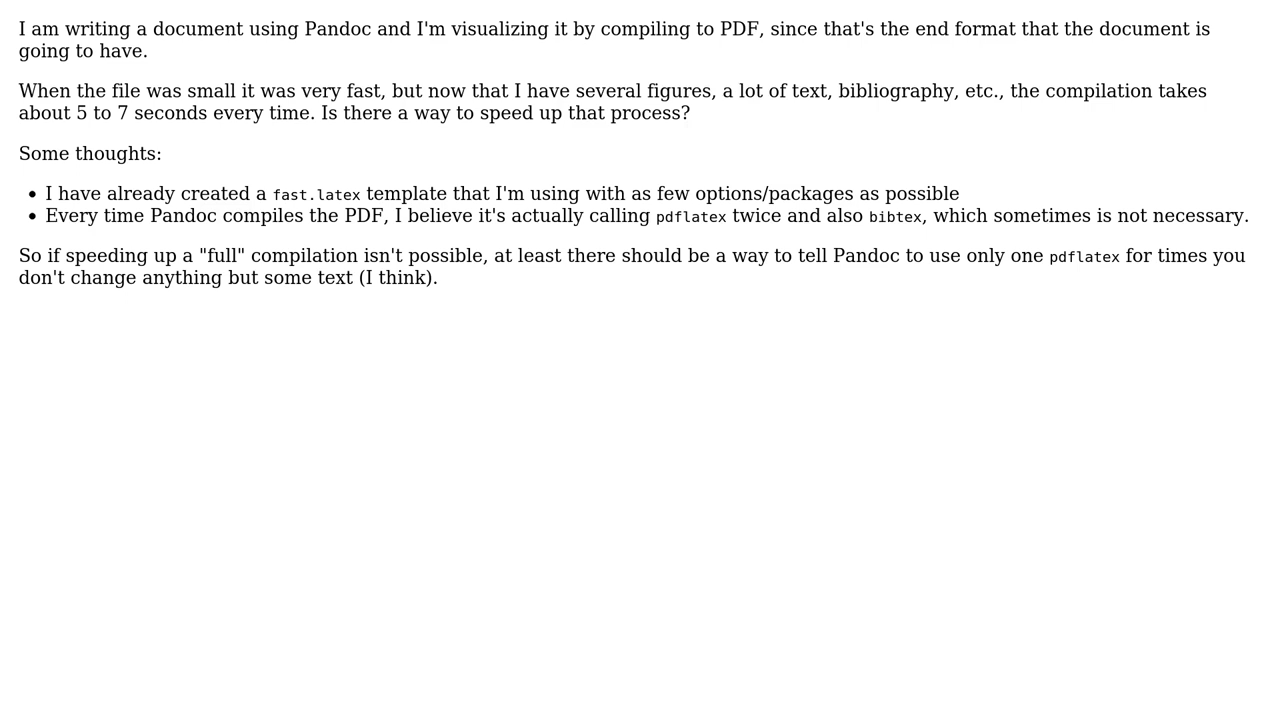 I am writing a document using Pandoc and I'm visualizing it by compiling to PDF, since that's the end format that the document is
going to have.
When the file was small it was very fast, but now that I have several figures, a lot of text, bibliography, etc., the compilation takes
about 5 to 7 seconds every time. Is there a way to speed up that process?
Some thoughts:
• I have already created a fast.latex template that I'm using with as few options/packages as possible
• Every time Pandoc compiles the PDF, I believe it's actually calling pdflatex twice and also bibtex, which sometimes is not necessary.
So if speeding up a "full" compilation isn't possible, at least there should be a way to tell Pandoc to use only one pdflatex for times you
don't change anything but some text (I think).